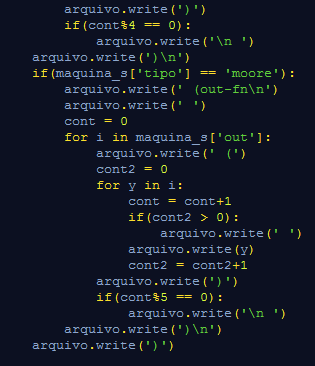 arquivo.write(')')
if(cont%4 == 0):
arquivo.write('\n ')
arquivo.write(')\n')
if(maquina_s['tipo'] == 'moore'):
arquivo.write(' (out-fn\n')
arquivo.write(' ')
cont = 0
for i in maquina_s['out']:
arquivo.write(' (')
cont2 = 0
for y in i:
cont = cont+1
if(cont2 > 0):
arquivo.write(' ')
arquivo.write(y)
cont2 = cont2+1
arquivo.write(')')
if(cont%5 == 0):
arquivo.write('\n ')
arquivo.write(')\n')
arquivo.write(')')